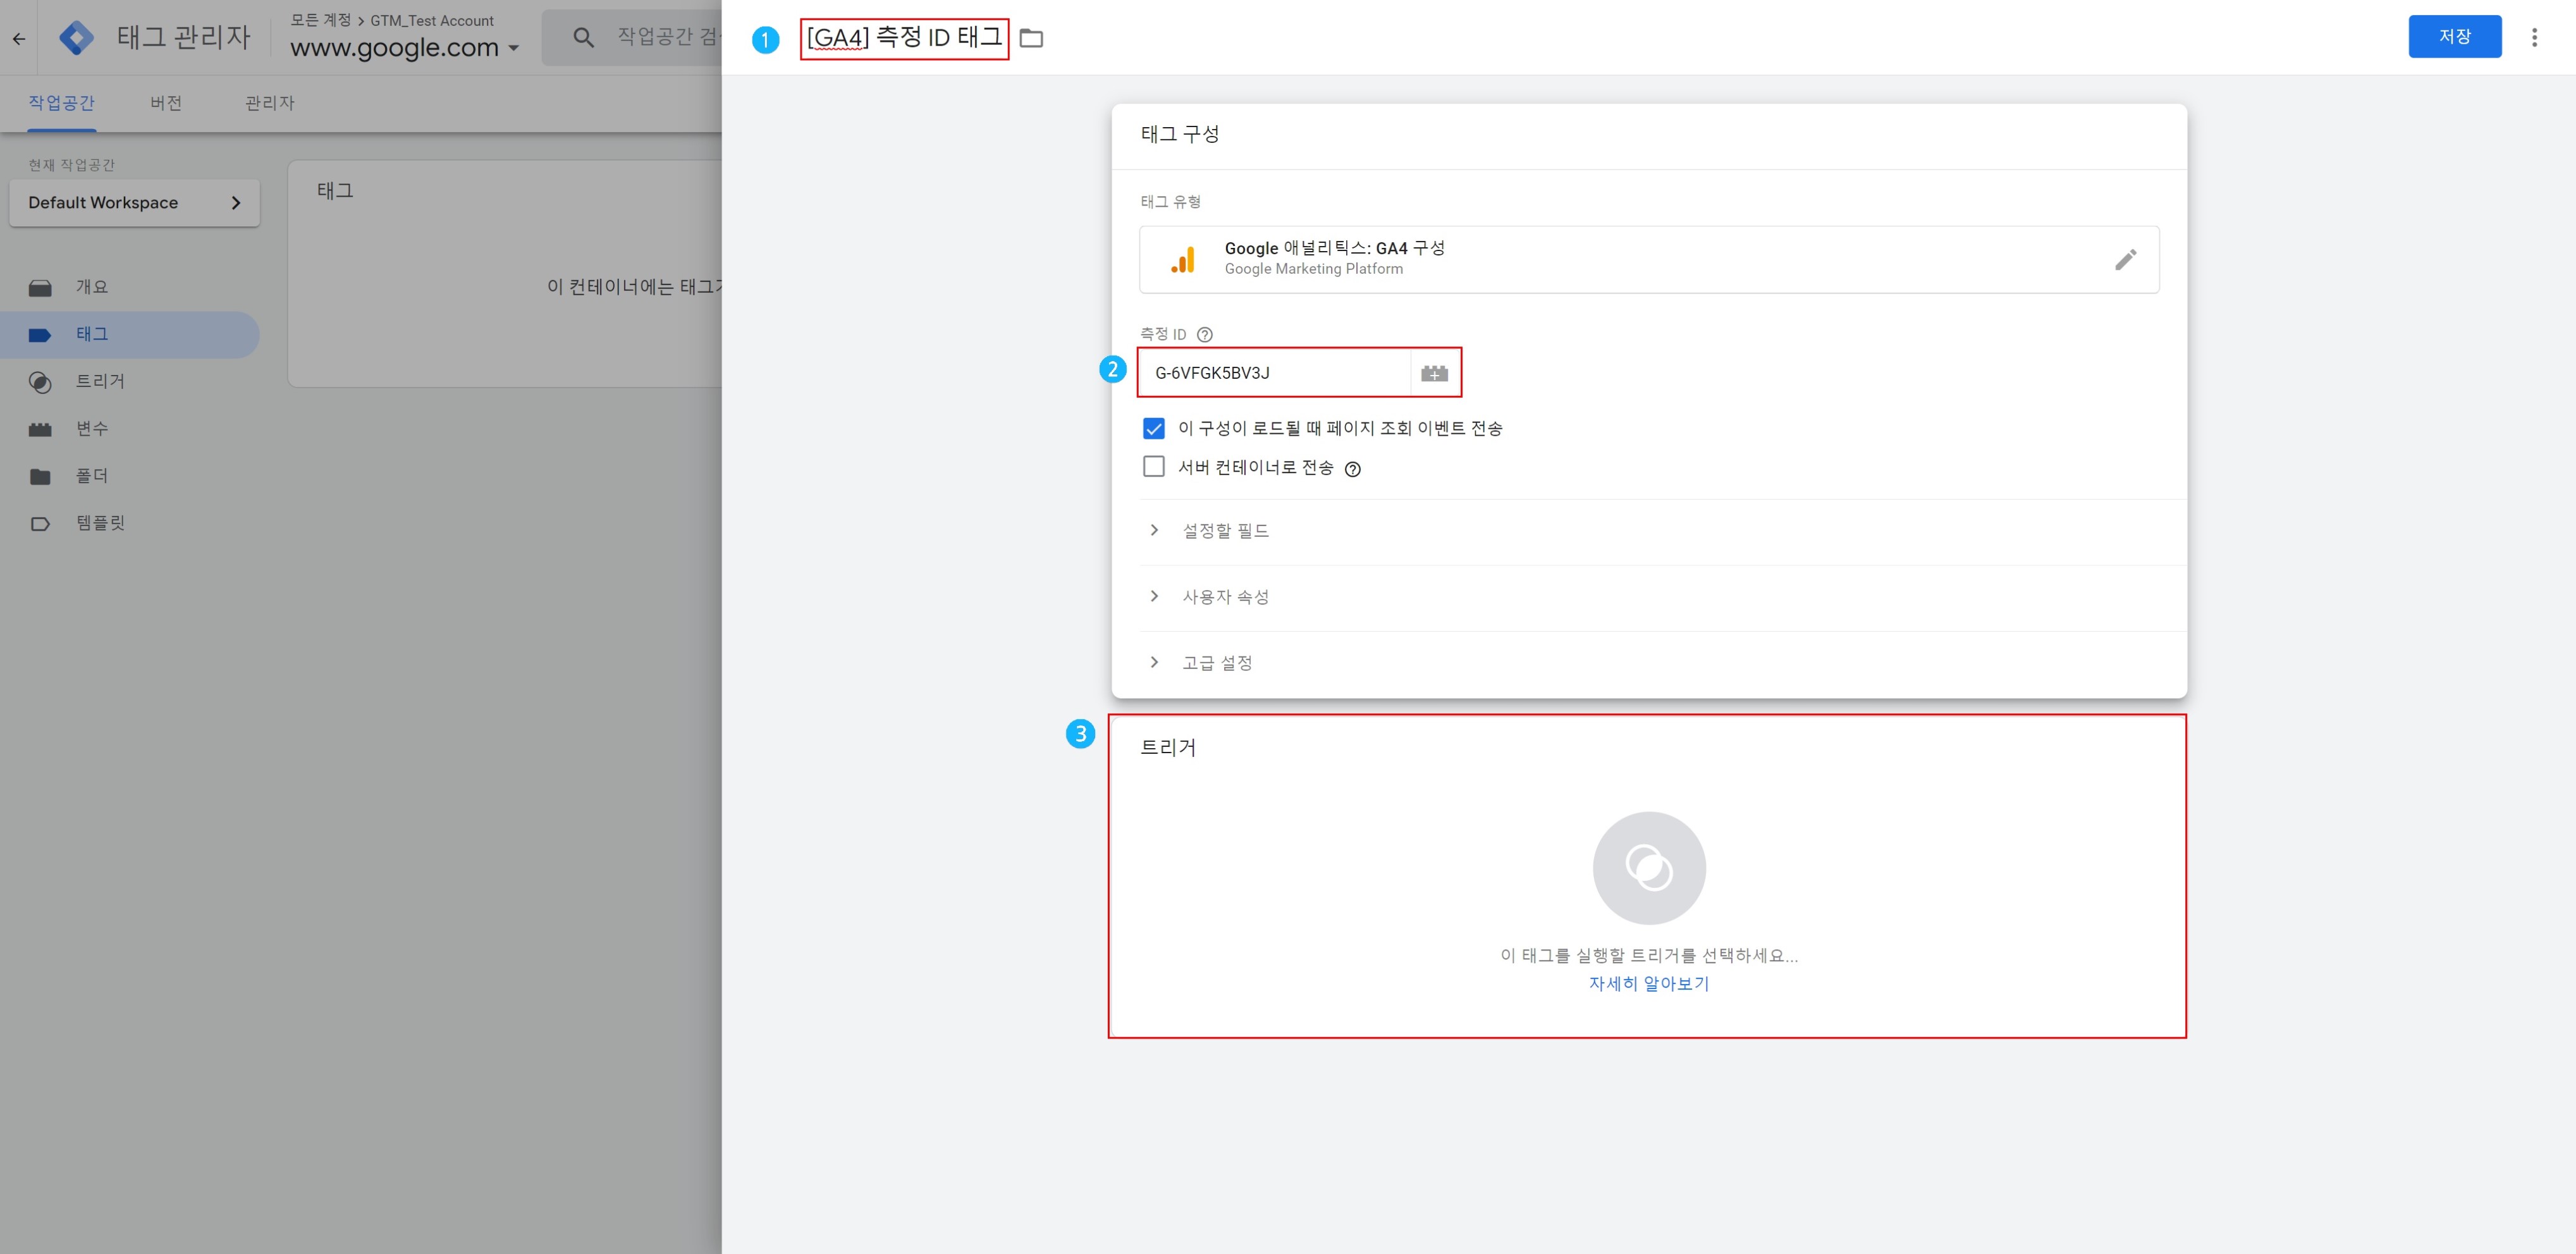 모든 계정 > GTM_Test Account
태그 관리자
www.google.com
작업공간 검
1
[GA4] 측정 ID 태그
저장
작업공간
버전
관리자
현재 작업공간
Default Workspace
개요
태그
트리거
변수
폴더
템플릿
태그
이 컨테이너에는 태그
태그 구성
태그 유형
Google 애널리틱스: GA4 구성
Google Marketing Platform
측정 ID
2
G-6VFGK5BV3J
이 구성이 로드될 때 페이지 조회 이벤트 전송
서버 컨테이너로 전송
설정할 필드
사용자 속성
고급 설정
3
트리거
이 태그를 실행할 트리거를 선택하세요...
자세히 알아보기